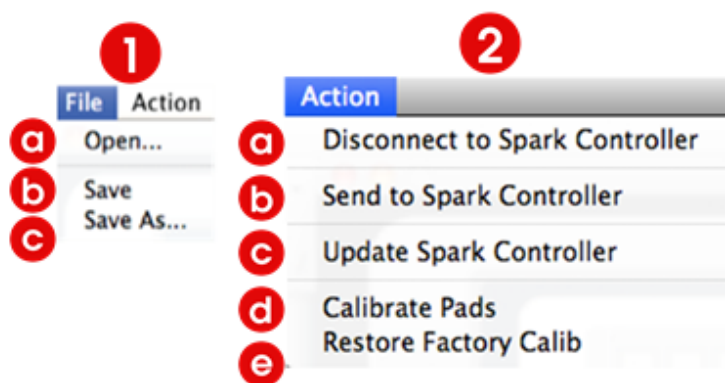 1
File Action
a Open...
b Save
c Save As...
2
Action
a Disconnect to Spark Controller
b Send to Spark Controller
c Update Spark Controller
d Calibrate Pads
e Restore Factory Calib